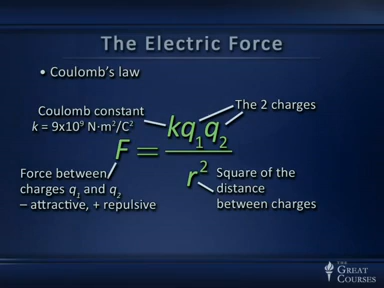 The Electric Force
• Coulomb's law
Coulomb constant
k = 9x10⁹ N·m²/C²
The 2 charges
F = kq₁q₂
r²
Force between
charges q₁ and q₂
– attractive, + repulsive
Square of the
distance
between charges
THE
GREAT
COURSES